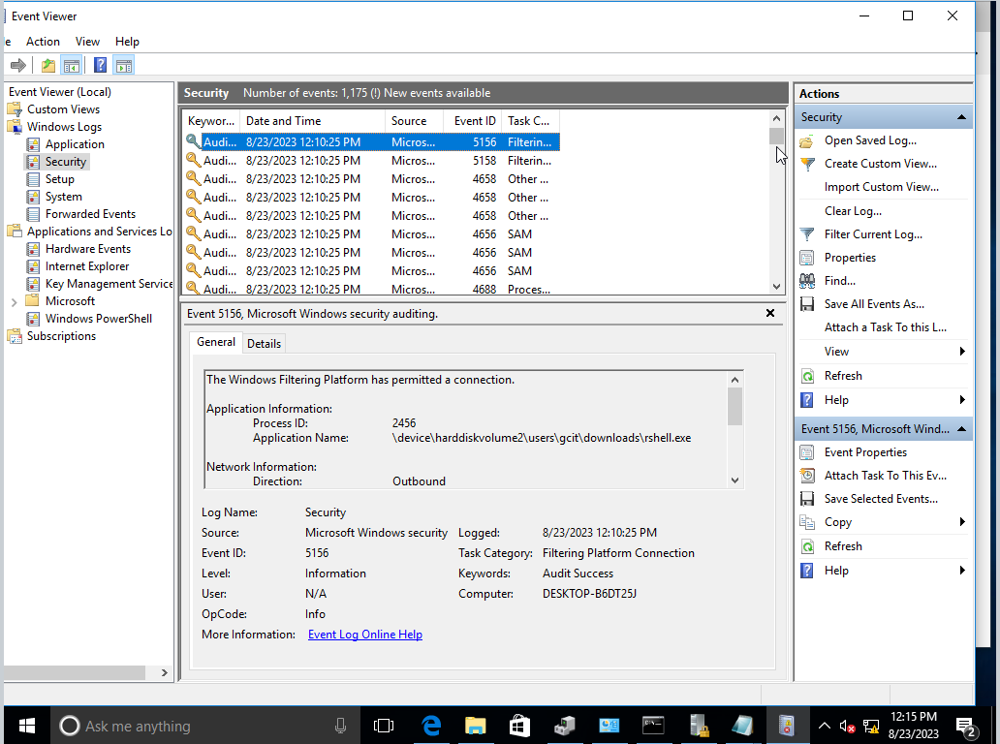 Event Viewer
le Action View Help
Event Viewer (Local)
Custom Views
Windows Logs
Application
Security
Setup
System
Forwarded Events
Applications and Services Lo
Hardware Events
Internet Explorer
Key Management Service
Microsoft
Windows PowerShell
Subscriptions
Security Number of events: 1,175 (!) New events available
Keywor... Date and Time Source Event ID Task C...
Audi... 8/23/2023 12:10:25 PM Micros... 5156 Filterin...
Audi... 8/23/2023 12:10:25 PM Micros... 5158 Filterin...
Audi... 8/23/2023 12:10:25 PM Micros... 4658 Other ...
Audi... 8/23/2023 12:10:25 PM Micros... 4658 Other ...
Audi... 8/23/2023 12:10:25 PM Micros... 4658 Other ...
Audi... 8/23/2023 12:10:25 PM Micros... 4656 SAM
Audi... 8/23/2023 12:10:25 PM Micros... 4656 SAM
Audi... 8/23/2023 12:10:25 PM Micros... 4656 SAM
Audi... 8/23/2023 12:10:25 PM Micros... 4688 Proces...
Event 5156, Microsoft Windows security auditing.
General Details
The Windows Filtering Platform has permitted a connection.
Application Information:
Process ID: 2456
Application Name: \device\harddiskvolume2\users\gcit\downloads\rshell.exe
Network Information:
Direction: Outbound
Log Name: Security
Source: Microsoft Windows security Logged: 8/23/2023 12:10:25 PM
Event ID: 5156 Task Category: Filtering Platform Connection
Level: Information Keywords: Audit Success
User: N/A Computer: DESKTOP-B6DT25J
OpCode: Info
More Information: Event Log Online Help
Actions
Security
Open Saved Log...
Create Custom View...
Import Custom View...
Clear Log...
Filter Current Log...
Properties
Find...
Save All Events As...
Attach a Task To this L...
View
Refresh
Help
Event 5156, Microsoft Wind...
Event Properties
Attach Task To This Ev...
Save Selected Events...
Copy
Refresh
Help
Ask me anything
12:15 PM
8/23/2023
2